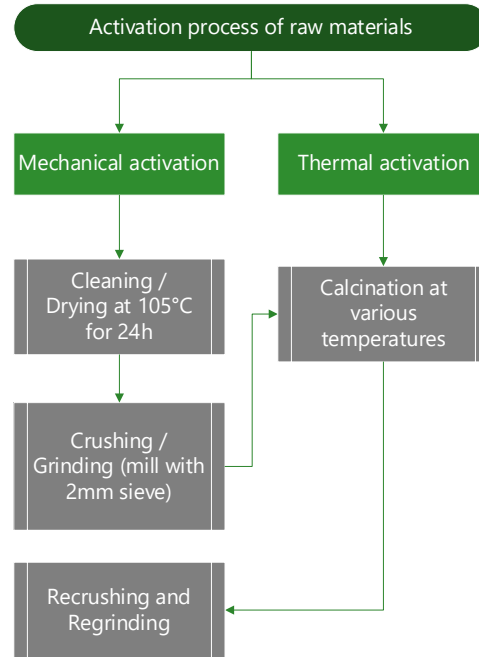 Activation process of raw materials
Mechanical activation
Thermal activation
Cleaning /
Drying at 105°C
for 24h
Calcination at
various
temperatures
Crushing /
Grinding (mill with
2mm sieve)
Recrushing and
Regrinding